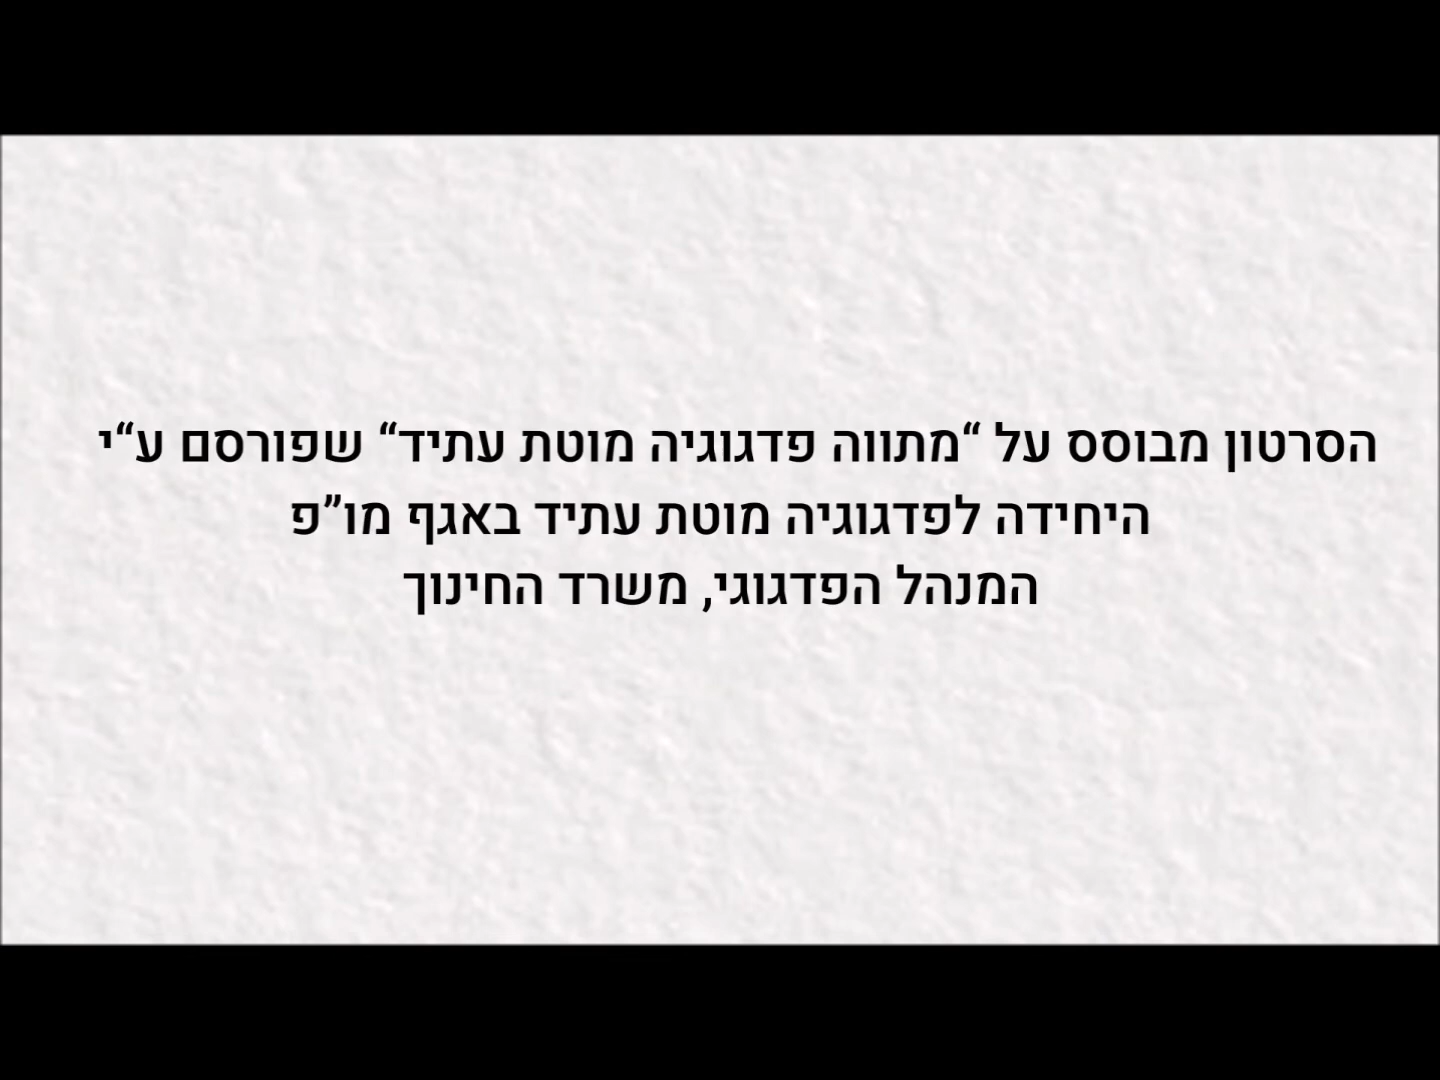 הסרטון מבוסס על “מתווה פדגוגיה מוטת עתיד“ שפורסם ע“י
היחידה לפדגוגיה מוטת עתיד באגף מו”פ
המנהל הפדגוגי, משרד החינוך